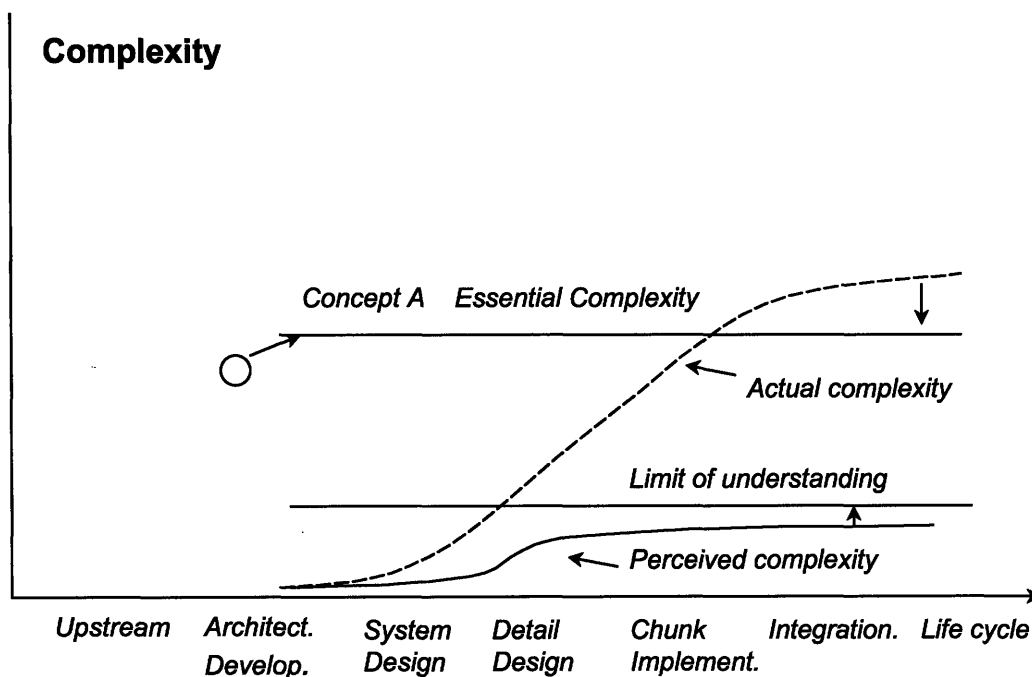 Complexity
Concept A Essential Complexity
Actual complexity
Limit of understanding
Perceived complexity
Upstream Architect. System Detail Chunk Integration. Life cycle
Develop. Design Design Implement.